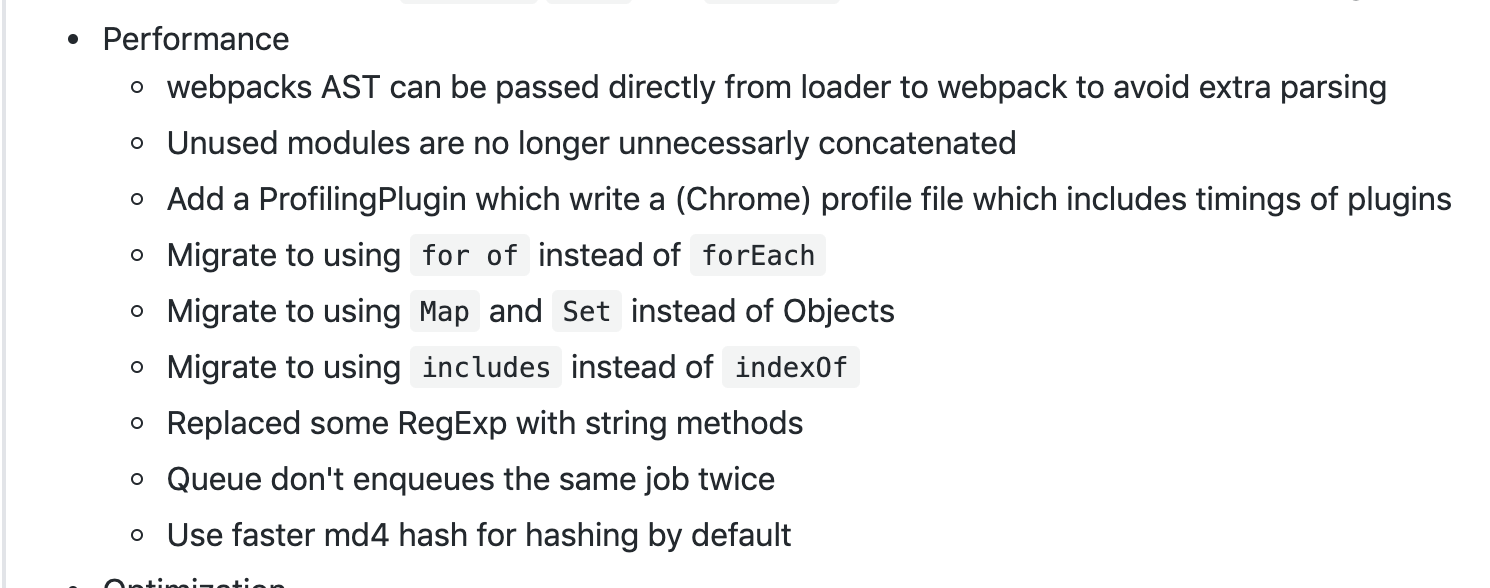 Performance
webpacks AST can be passed directly from loader to webpack to avoid extra parsing
Unused modules are no longer unnecessarly concatenated
Add a ProfilingPlugin which write a (Chrome) profile file which includes timings of plugins
Migrate to using for of instead of forEach
Migrate to using Map and Set instead of Objects
Migrate to using includes instead of indexOf
Replaced some RegExp with string methods
Queue don't enqueues the same job twice
Use faster md4 hash for hashing by default
Optimization